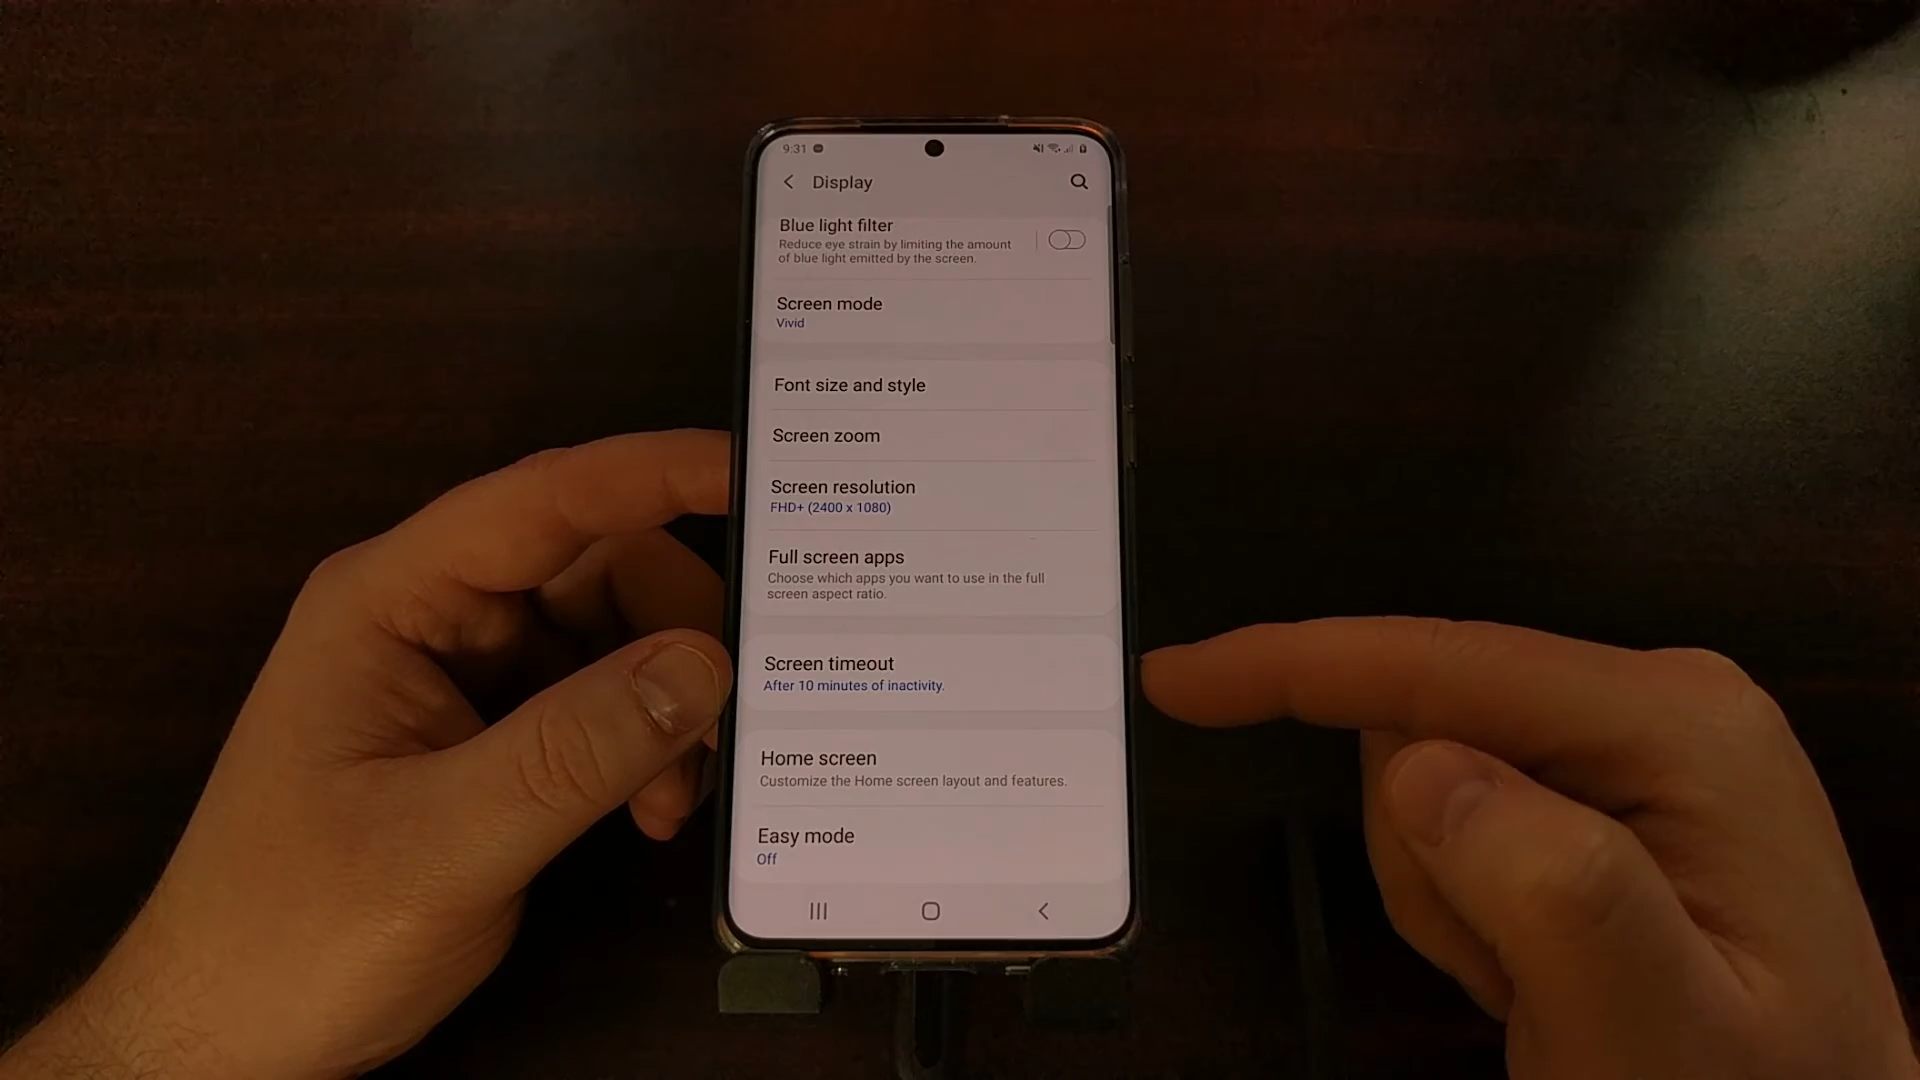 9:31
Display
Blue light filter
Reduce eye strain by limiting the amount
of blue light emitted by the screen.
Screen mode
Vivid
Font size and style
Screen zoom
Screen resolution
FHD+ (2400 x 1080)
Full screen apps
Choose which apps you want to use in the full
screen aspect ratio.
Screen timeout
After 10 minutes of inactivity.
Home screen
Customize the Home screen layout and features.
Easy mode
Off